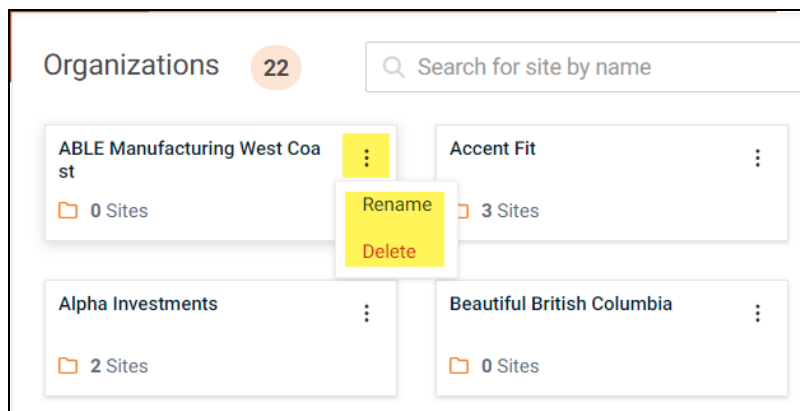 Organizations 22
Search for site by name
ABLE Manufacturing West Coa
st
0 Sites
Rename
Delete
Accent Fit
3 Sites
Alpha Investments
2 Sites
Beautiful British Columbia
0 Sites